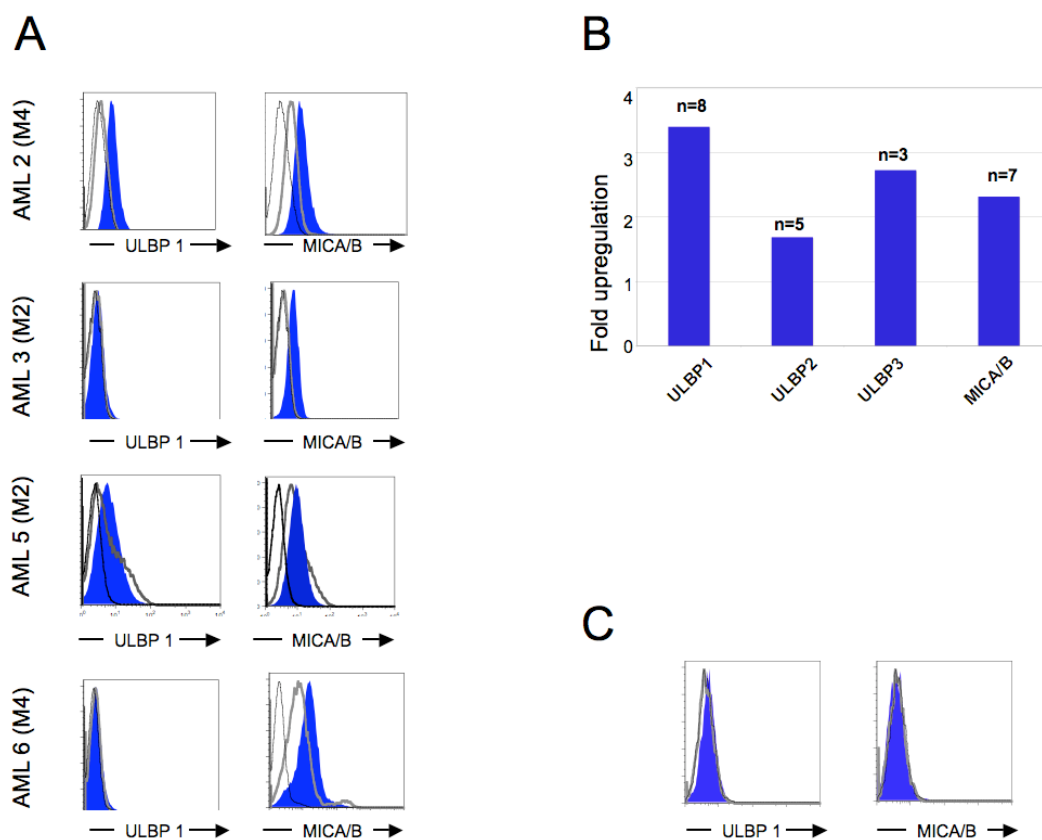 A
AML 2 (M4)
ULBP 1
MICA/B
AML 3 (M2)
ULBP 1
MICA/B
AML 5 (M2)
ULBP 1
MICA/B
AML 6 (M4)
ULBP 1
MICA/B
B
Fold upregulation
4
3
2
1
0
n=8
n=5
n=3
n=7
ULBP1
ULBP2
ULBP3
MICA/B
C
ULBP 1
MICA/B